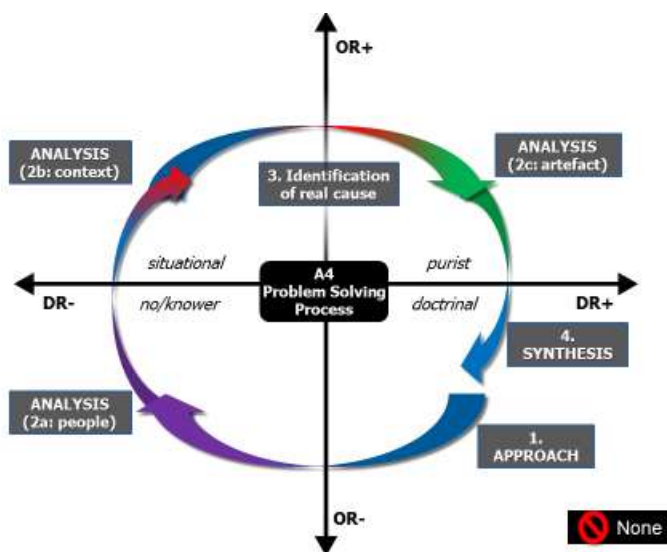 OR+
ANALYSIS
(2b: context)
ANALYSIS
(2c: artefact)
3. Identification
of real cause
situational
purist
A4
Problem Solving
Process
DR-
no/knower
doctrinal
DR+
4.
SYNTHESIS
ANALYSIS
(2a: people)
1.
APPROACH
OR-
None